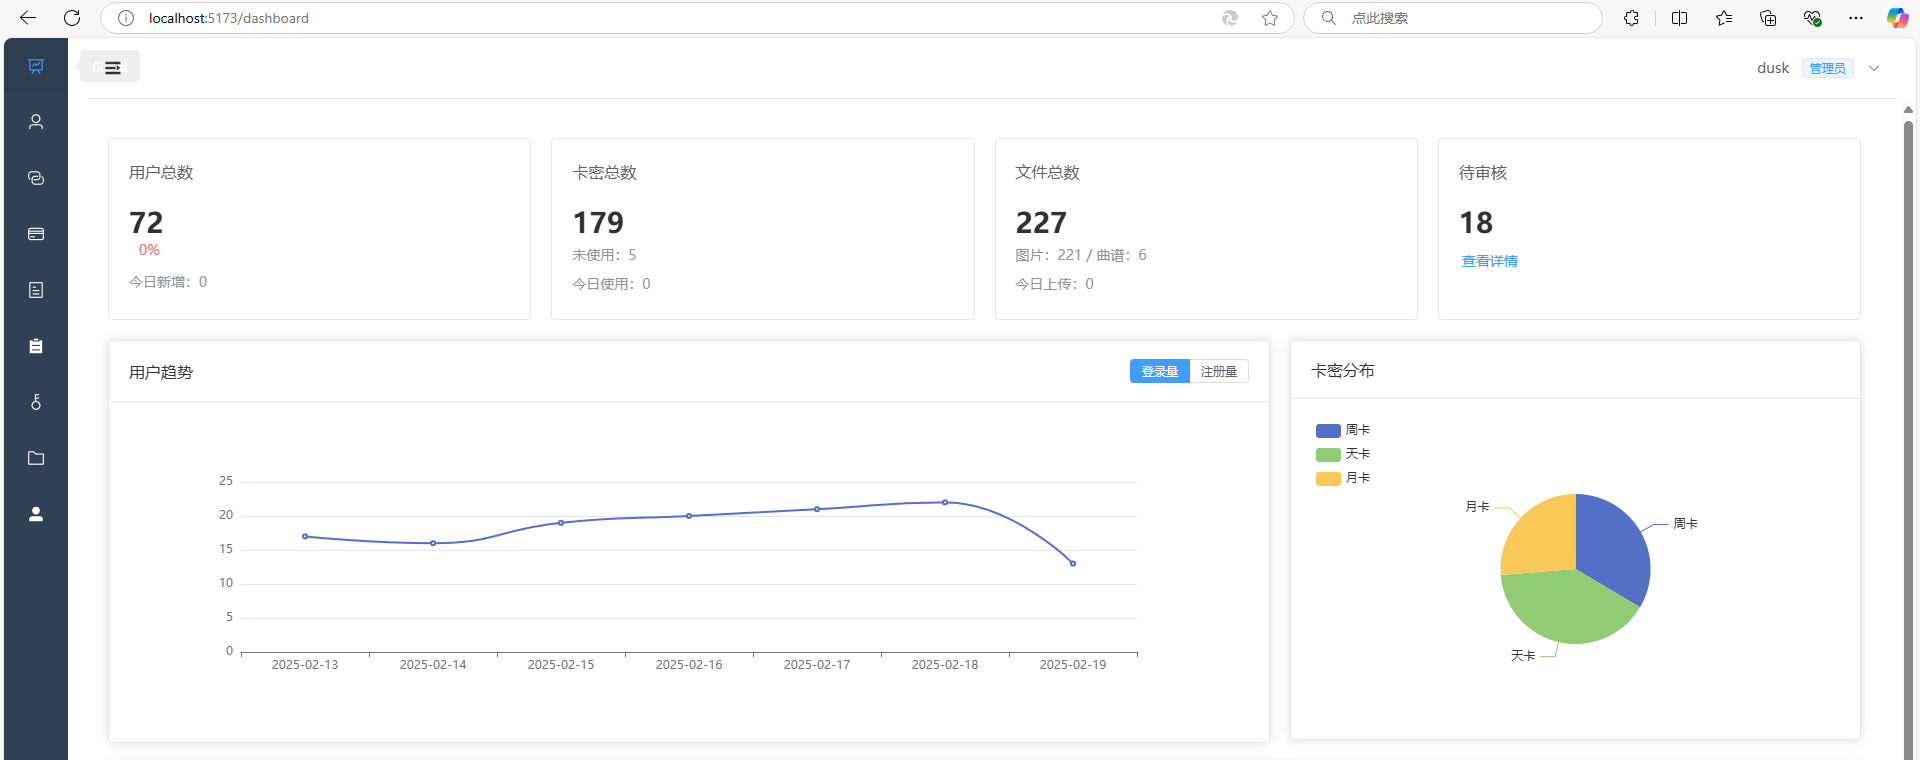 localhost:5173/dashboard
点此搜索
dusk
管理员
用户总数
72
0%
今日新增：0
卡密总数
179
未使用：5
今日使用：0
文件总数
227
图片：221 / 曲谱：6
今日上传：0
待审核
18
查看详情
用户趋势
登录量
注册量
25
20
15
10
5
0
2025-02-13
2025-02-14
2025-02-15
2025-02-16
2025-02-17
2025-02-18
2025-02-19
卡密分布
周卡
天卡
月卡
月卡
周卡
天卡